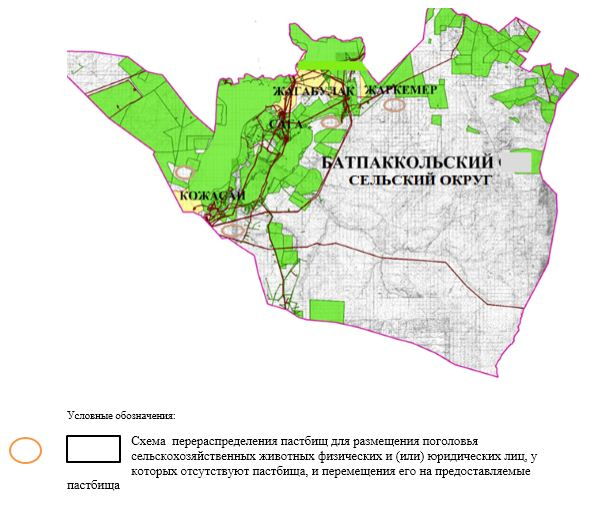 ЖАГАБУЛАК ЖАРКЕМЕР
САГА
БАТПАККОЛЬСКИЙ
СЕЛЬСКИЙ ОКРУГ
КОЖАСАЙ
Условные обозначения:
Схема перераспределения пастбищ для размещения поголовья
сельскохозяйственных животных физических и (или) юридических лиц, у
которых отсутствуют пастбища, и перемещения его на предоставляемые
пастбища